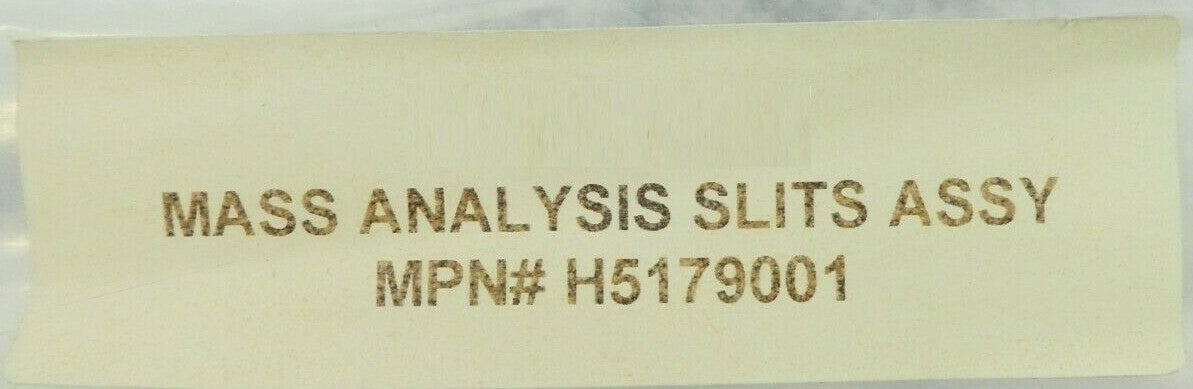 MASS ANALYSIS SLITS ASSY
MPN# H5179001